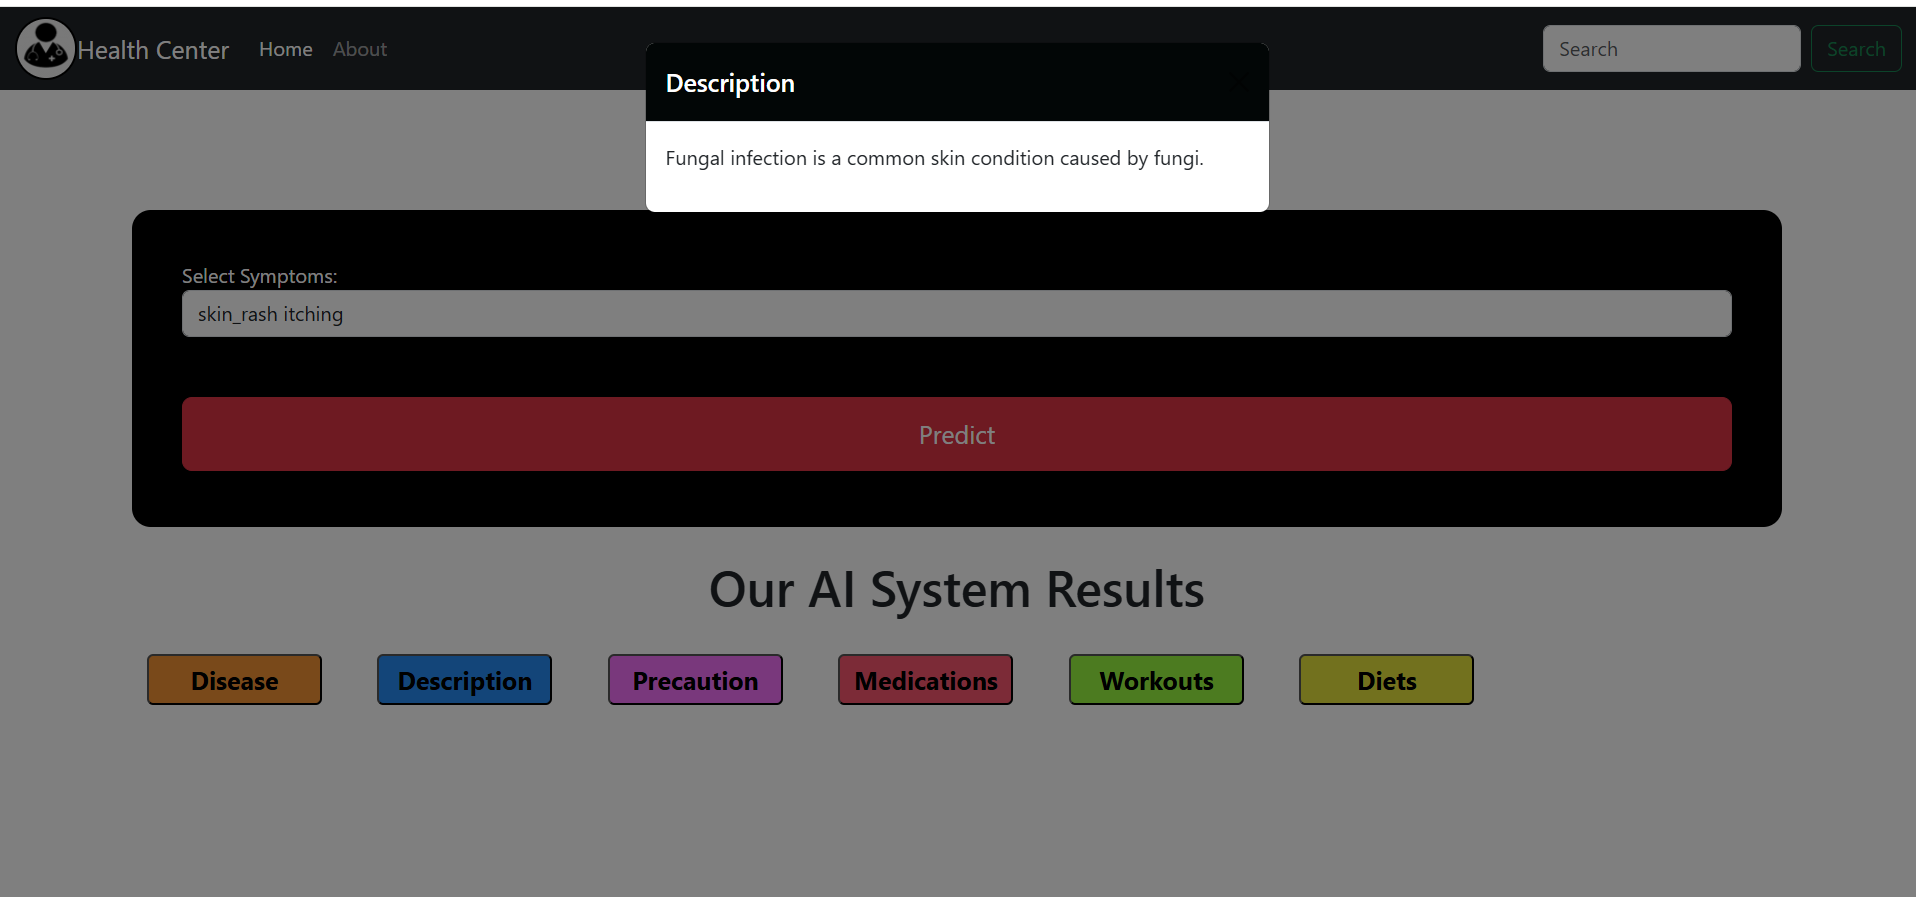 Health Center Home About Search Search
Description
Fungal infection is a common skin condition caused by fungi.
Select Symptoms:
skin_rash itching
Predict
Our AI System Results
Disease Description Precaution Medications Workouts Diets